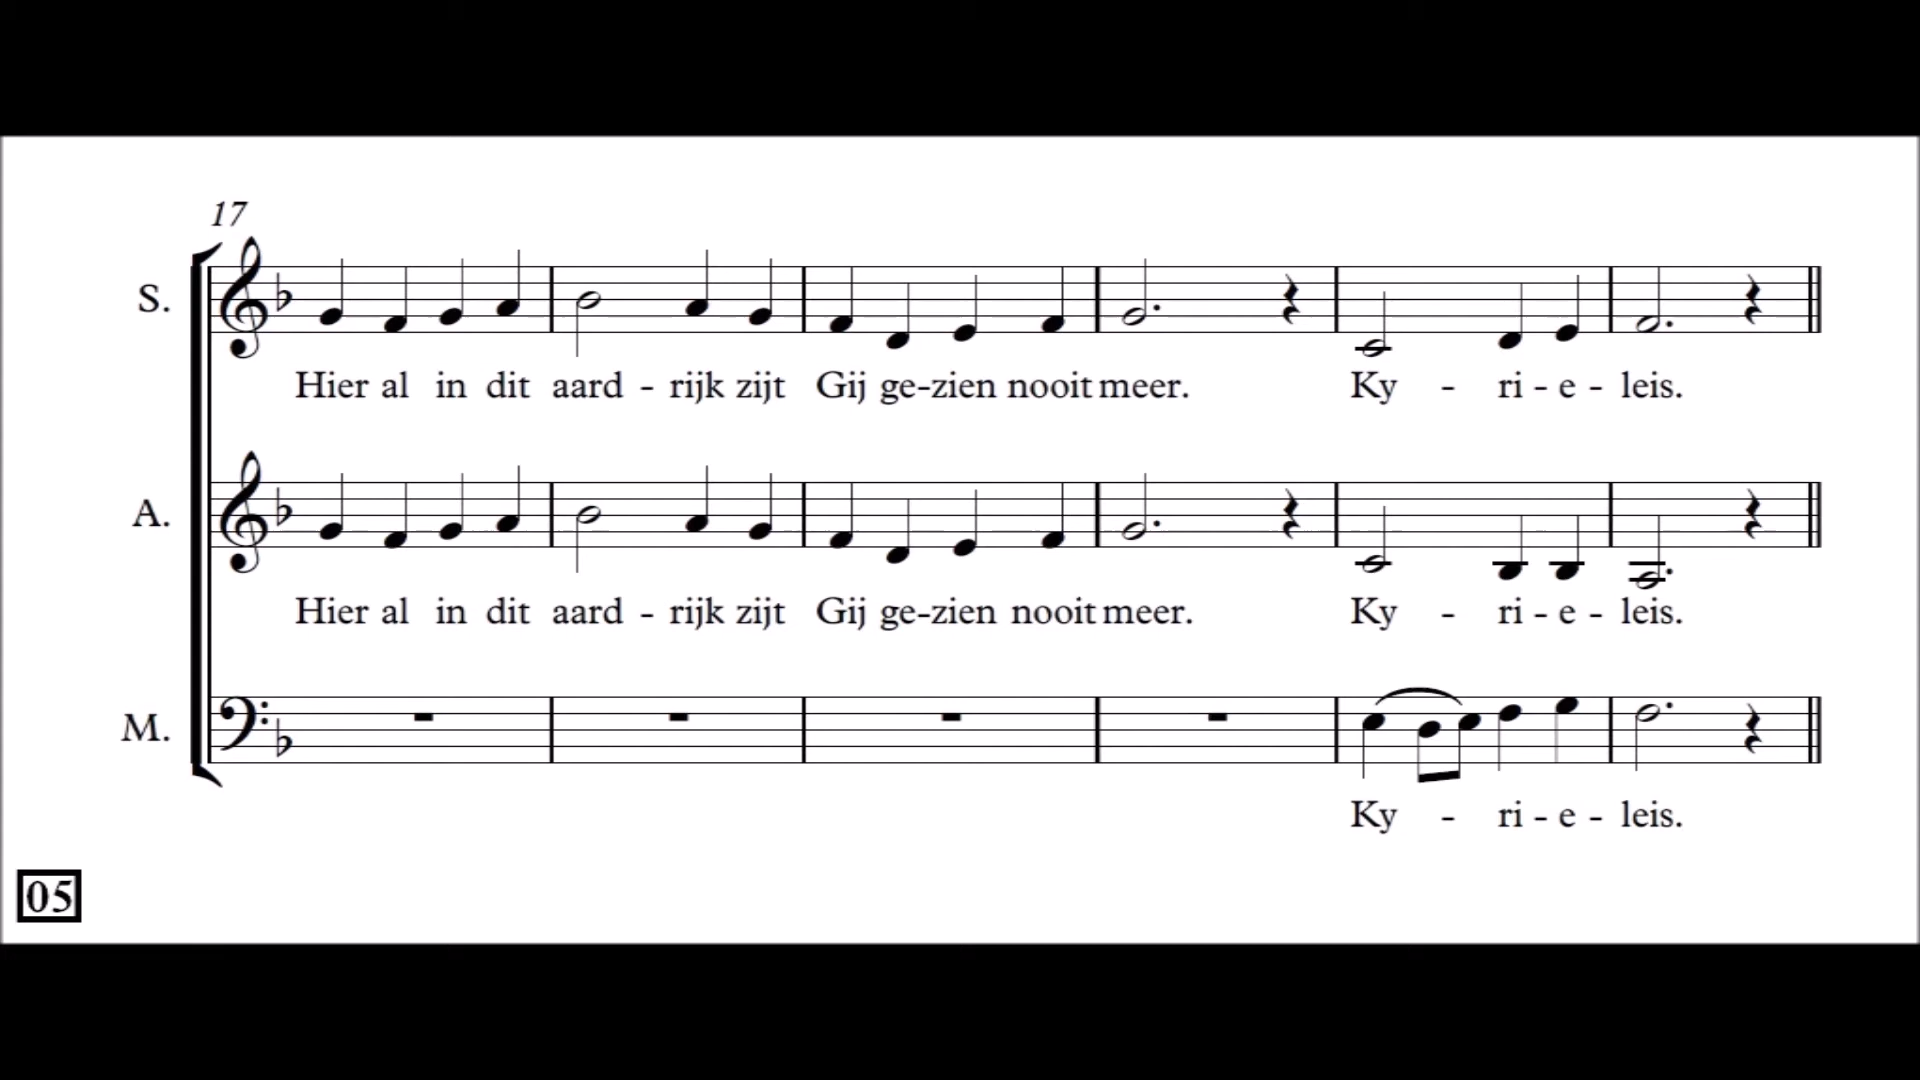 17
S.
Hier al in dit aard - rijk zijt Gij ge-zien nooit meer. Ky - ri - e - leis.
A.
Hier al in dit aard - rijk zijt Gij ge-zien nooit meer. Ky - ri - e - leis.
M.
Ky - ri - e - leis.
05